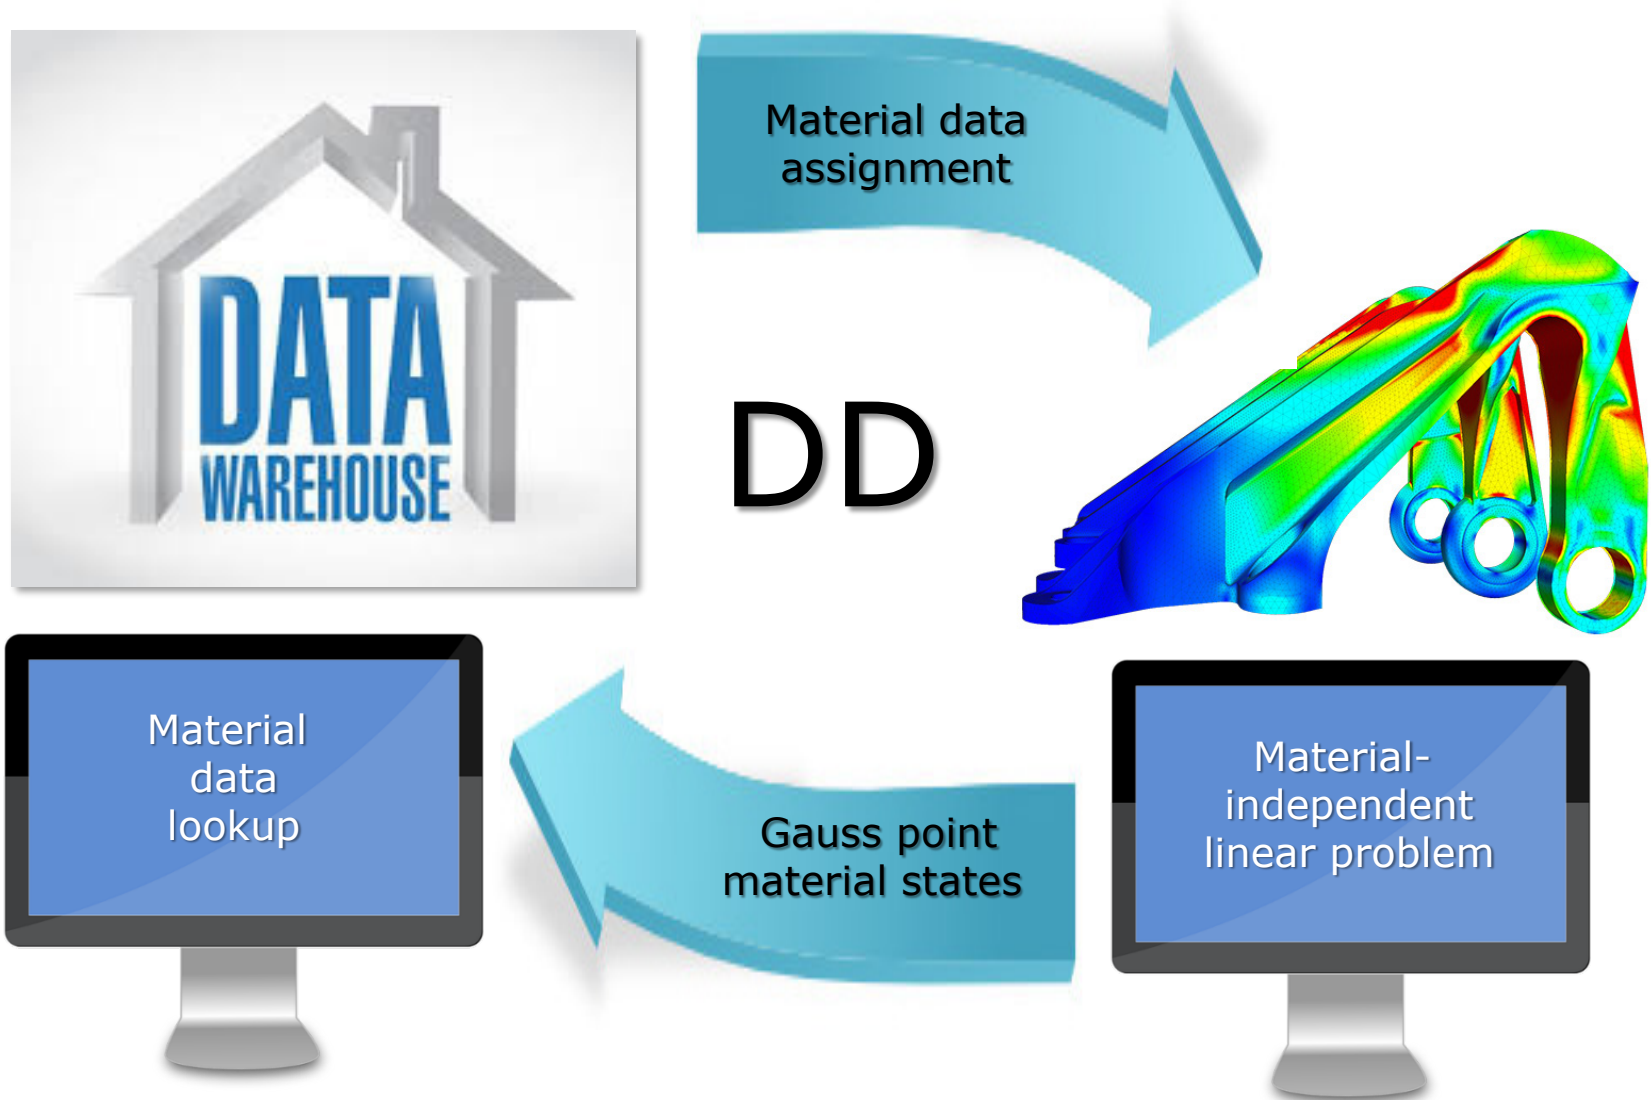 Material data
assignment
DATA
WAREHOUSE
DD
Material
data
lookup
Material-
independent
linear problem
Gauss point
material states